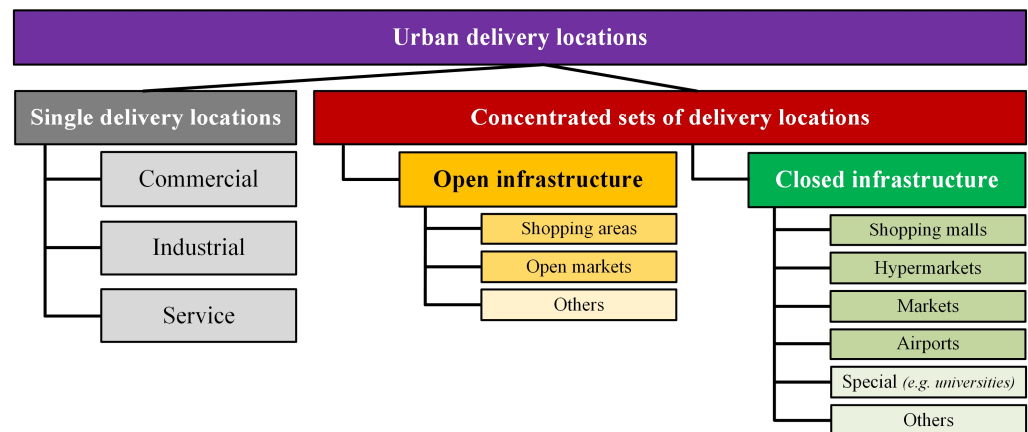 Urban delivery locations
Single delivery locations
Concentrated sets of delivery locations
Commercial
Industrial
Service
Open infrastructure
Shopping areas
Open markets
Others
Closed infrastructure
Shopping malls
Hypermarkets
Markets
Airports
Special (e.g. universities)
Others